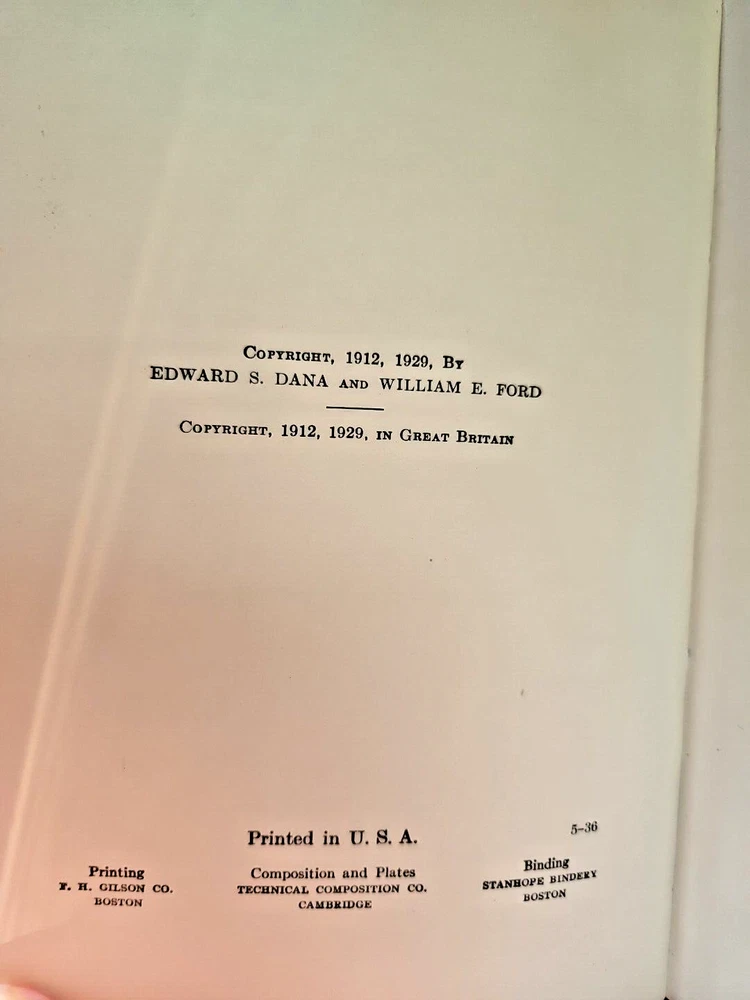 Copyright, 1912, 1929, By
EDWARD S. DANA AND WILLIAM E. FORD
Copyright, 1912, 1929, in Great Britain
Printed in U. S. A.
5-36
Printing
F. H. GILSON CO.
BOSTON
Composition and Plates
TECHNICAL COMPOSITION CO.
CAMBRIDGE
Binding
STANHOPE BINDERY
BOSTON